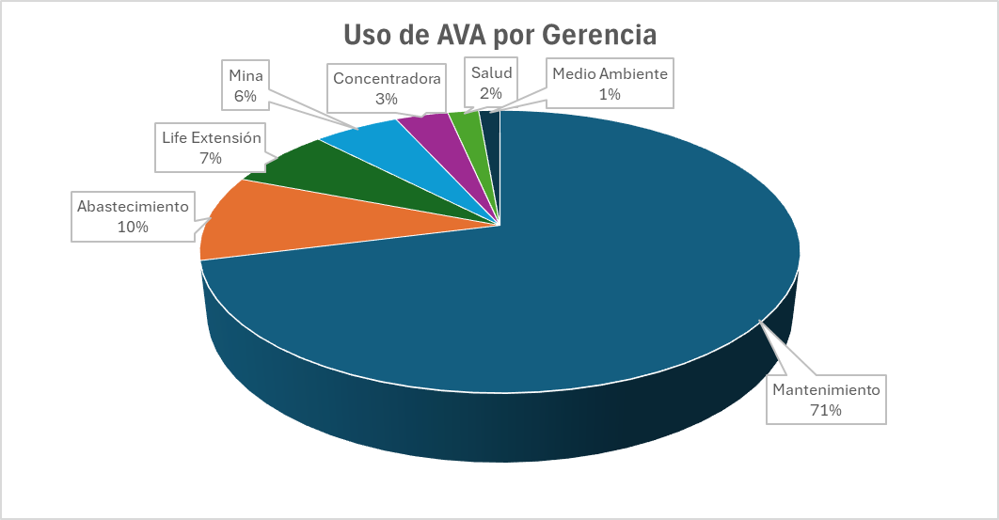 Uso de AVA por Gerencia
Mina
6%
Concentradora
3%
Salud
2%
Medio Ambiente
1%
Life Extensión
7%
Abastecimiento
10%
Mantenimiento
71%